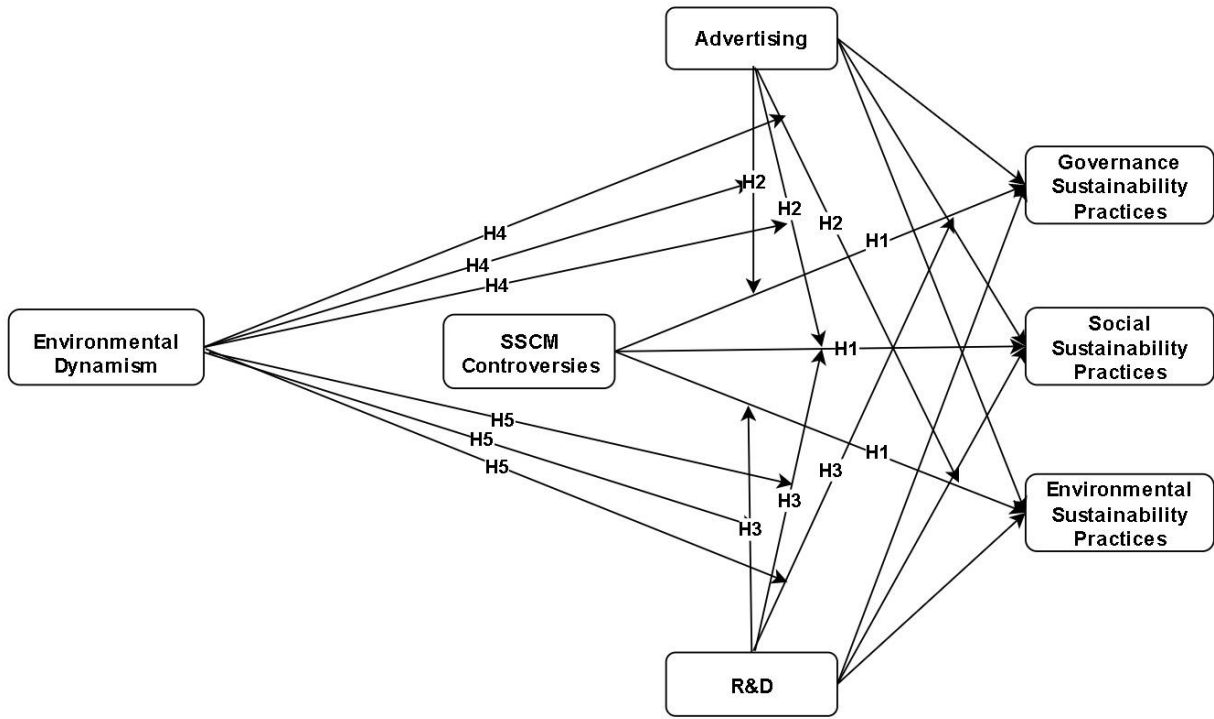 Advertising
Governance
Sustainability
Practices
H2
H2
H2
H4
H4
H4
H1
Environmental
Dynamism
SSCM
Controversies
H1
Social
Sustainability
Practices
H5
H5
H5
H1
H3
H3
H3
Environmental
Sustainability
Practices
R&D